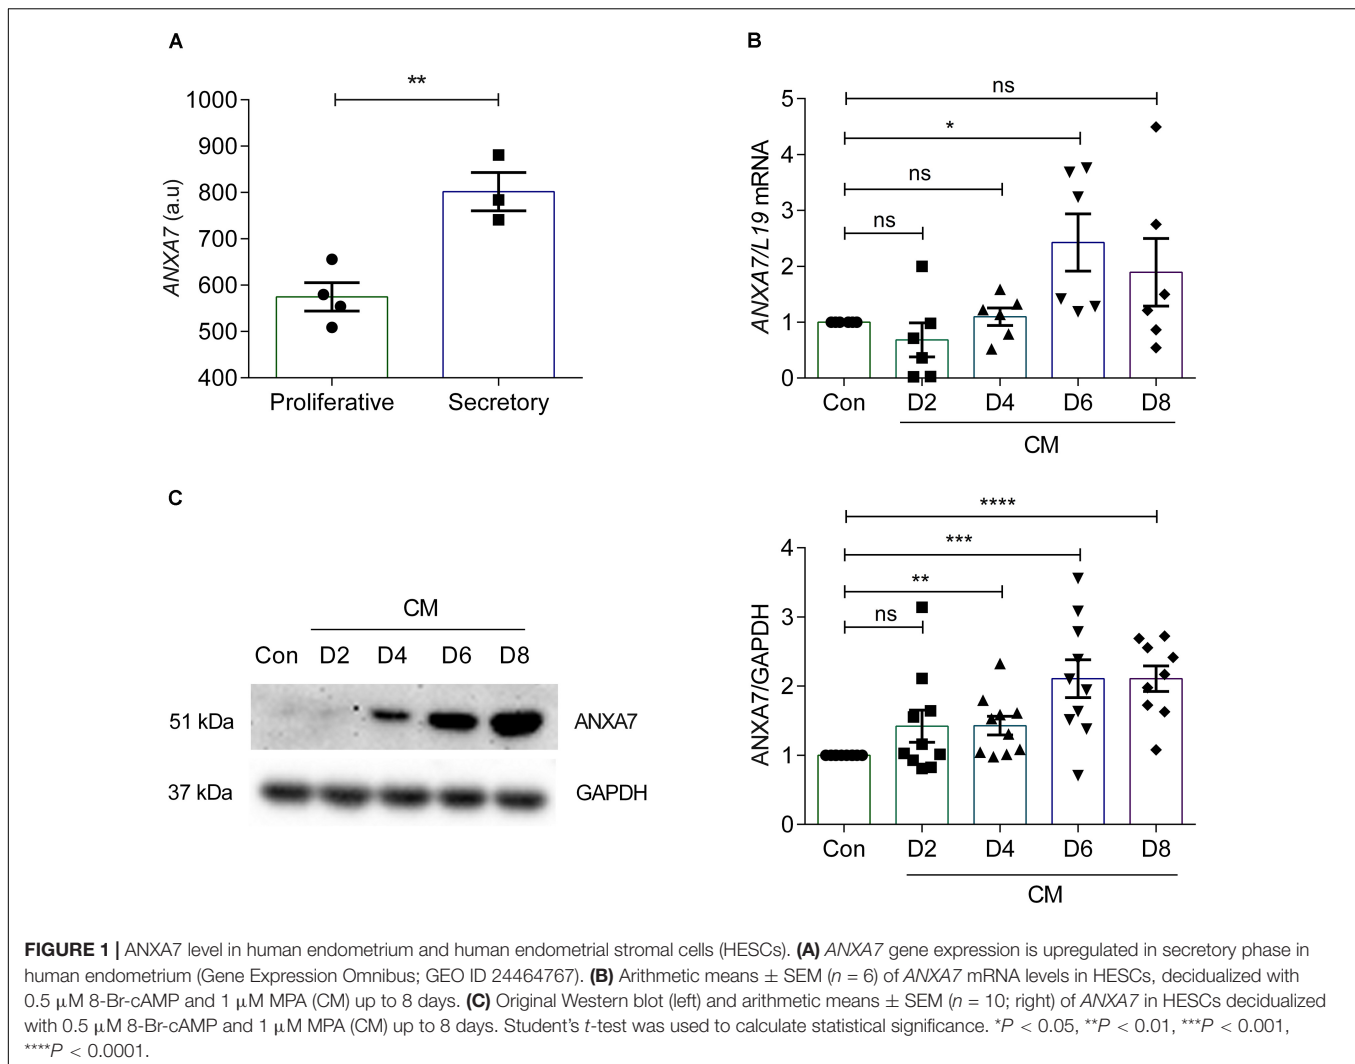 A
**
1000
900
800
700
600
500
400
ANXA7 (a.u)
Proliferative
Secretory
B
ns
*
ns
ns
5
4
3
2
1
0
ANXA7/L19 mRNA
Con D2 D4 D6 D8
CM
C
CM
Con D2 D4 D6 D8
51 kDa
ANXA7
37 kDa
GAPDH
****
***
**
ns
4
3
2
1
0
ANXA7/GAPDH
Con D2 D4 D6 D8
CM
FIGURE 1 | ANXA7 level in human endometrium and human endometrial stromal cells (HESCs). (A) ANXA7 gene expression is upregulated in secretory phase in
human endometrium (Gene Expression Omnibus; GEO ID 24464767). (B) Arithmetic means ± SEM (n = 6) of ANXA7 mRNA levels in HESCs, decidualized with
0.5 μM 8-Br-cAMP and 1 μM MPA (CM) up to 8 days. (C) Original Western blot (left) and arithmetic means ± SEM (n = 10; right) of ANXA7 in HESCs decidualized
with 0.5 μM 8-Br-cAMP and 1 μM MPA (CM) up to 8 days. Student's t-test was used to calculate statistical significance. *P < 0.05, **P < 0.01, ***P < 0.001,
****P < 0.0001.